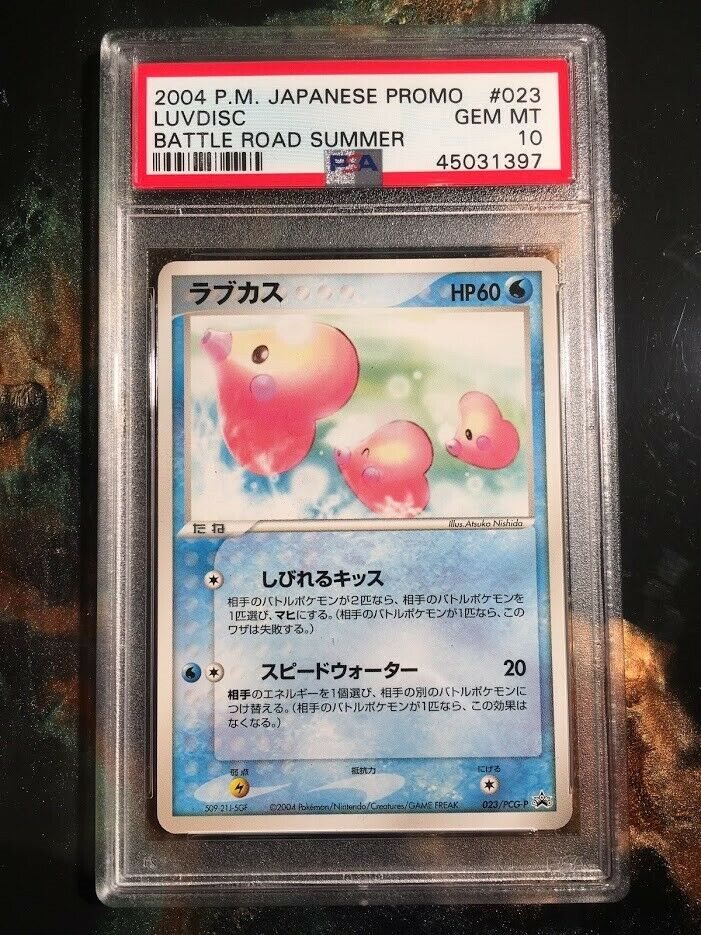 2004 P.M. JAPANESE PROMO #023
LUVDISC GEM MT
BATTLE ROAD SUMMER 10
PSA 45031397
ラブカス HP60
たね Illus.Atsuko Nishida
しびれるキッス
相手のバトルポケモンが2匹なら、相手のバトルポケモンを
1匹選び、マヒにする。(相手のバトルポケモンが1匹なら、この
ワザは失敗する。)
スピードウォーター 20
相手のエネルギーを1個選び、相手の別のバトルポケモンに
つけ替える。(相手のバトルポケモンが1匹なら、この効果は
なくなる。)
弱点 抵抗力 にげる
509-21J-5GF ©2004 Pokémon/Nintendo/Creatures/GAME FREAK 023/PCG-P